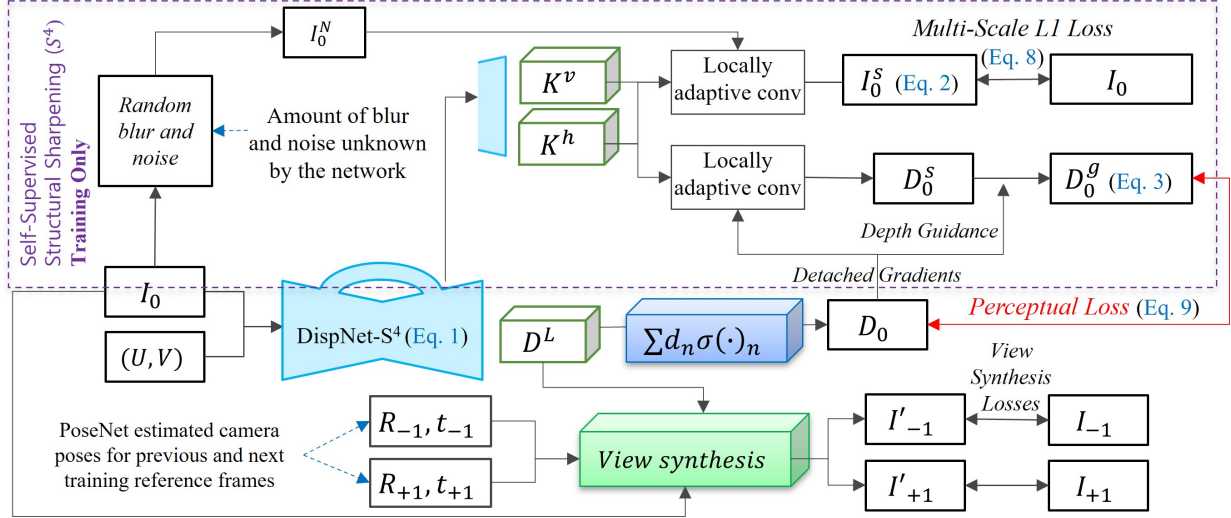 Self-Supervised
Structural Sharpening (S⁴)
Training Only
I₀ᴺ
Multi-Scale L1 Loss
Random
blur and
noise
Amount of blur
and noise unknown
by the network
Kᵛ
Kʰ
Locally
adaptive conv
I₀ˢ (Eq. 2)
(Eq. 8)
I₀
Locally
adaptive conv
D₀ˢ
D₀ᵍ (Eq. 3)
Depth Guidance
Detached Gradients
I₀
(U, V)
DispNet-S⁴ (Eq. 1)
Dᴸ
∑dₙσ(·)ₙ
D₀
Perceptual Loss (Eq. 9)
View
Synthesis
Losses
PoseNet estimated camera
poses for previous and next
training reference frames
R₋₁, t₋₁
R₊₁, t₊₁
View synthesis
I′₋₁
I₋₁
I′₊₁
I₊₁